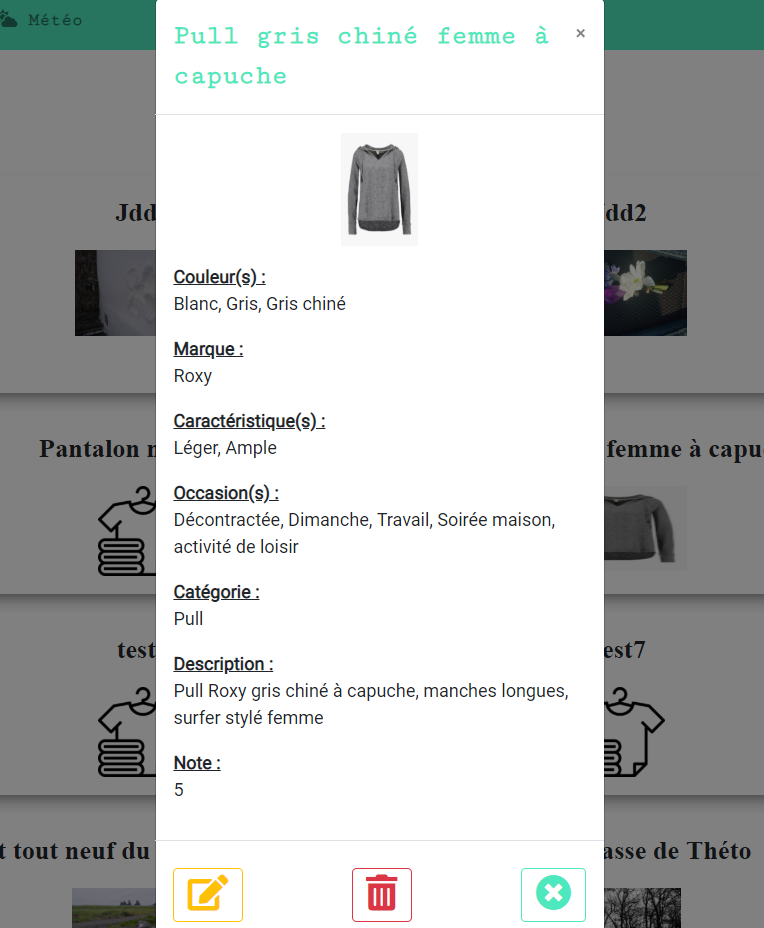 Météo
Pull gris chiné femme à
capuche
×
Jdd
dd2
Couleur(s) :
Blanc, Gris, Gris chiné
Marque :
Roxy
Caractéristique(s) :
Léger, Ample
Pantalon
femme à capu
Occasion(s) :
Décontractée, Dimanche, Travail, Soirée maison,
activité de loisir
Catégorie :
Pull
test
est7
Description :
Pull Roxy gris chiné à capuche, manches longues,
surfer stylé femme
Note :
5
t tout neuf du
asse de Théto